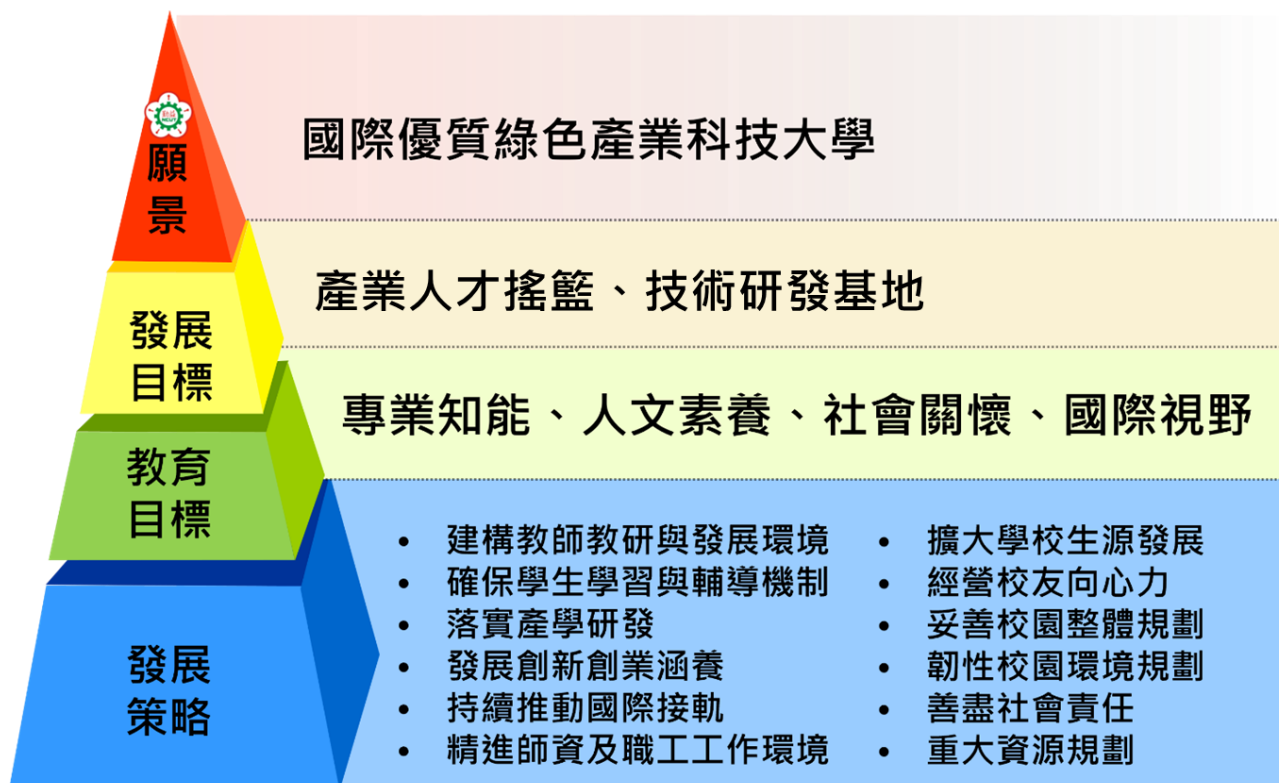 願
景
國際優質綠色產業科技大學
發展
目標
產業人才搖籃、技術研發基地
教育
目標
專業知能、人文素養、社會關懷、國際視野
發展
策略
• 建構教師教研與發展環境
• 確保學生學習與輔導機制
• 落實產學研發
• 發展創新創業涵養
• 持續推動國際接軌
• 精進師資及職工工作環境
• 擴大學校生源發展
• 經營校友向心力
• 妥善校園整體規劃
• 韌性校園環境規劃
• 善盡社會責任
• 重大資源規劃